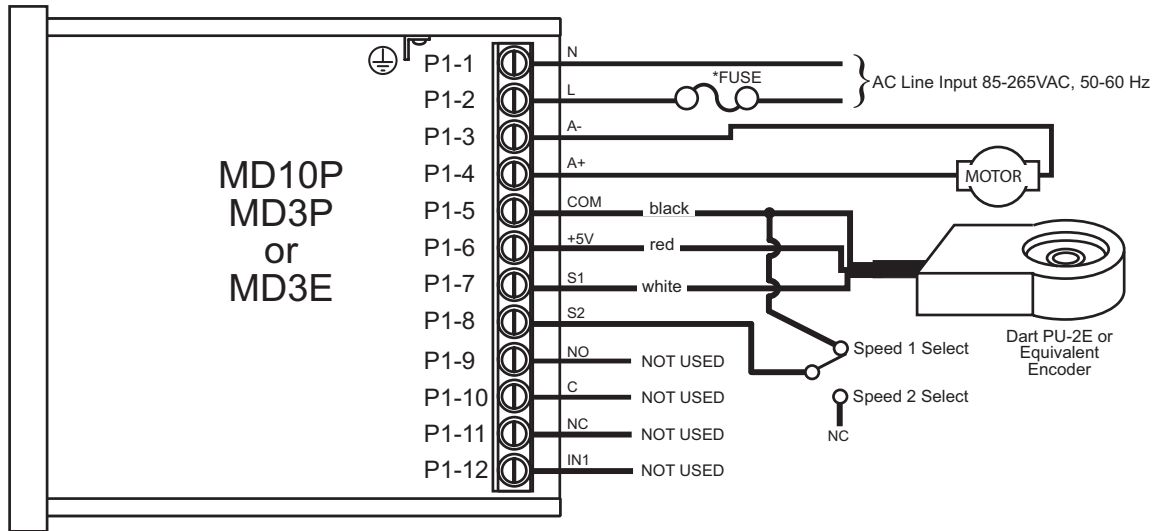 MD10P
MD3P
or
MD3E
P1-1
P1-2
P1-3
P1-4
P1-5
P1-6
P1-7
P1-8
P1-9
P1-10
P1-11
P1-12
N
L
A-
A+
COM
+5V
S1
S2
NO
C
NC
IN1
*FUSE
AC Line Input 85-265VAC, 50-60 Hz
MOTOR
black
red
white
NOT USED
NOT USED
NOT USED
NOT USED
Speed 1 Select
Speed 2 Select
NC
Dart PU-2E or
Equivalent
Encoder